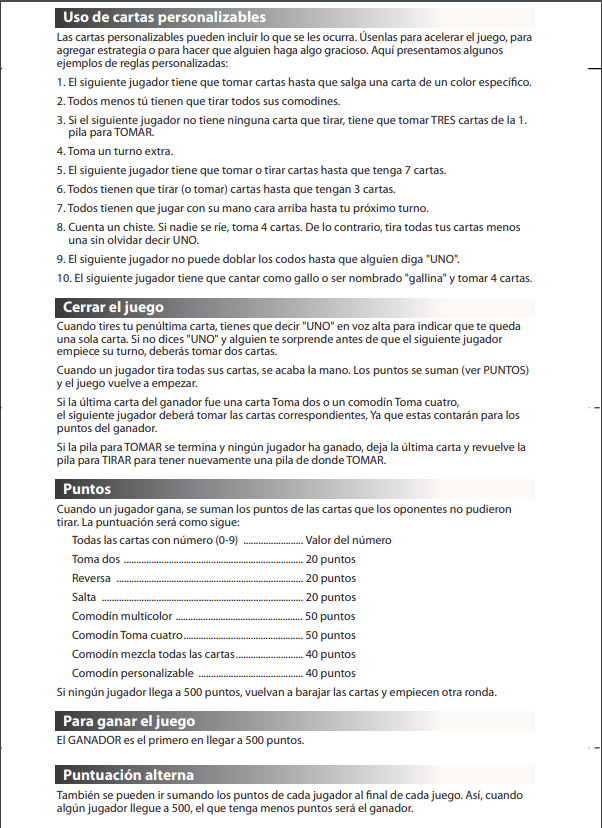 Uso de cartas personalizables
Las cartas personalizables pueden incluir lo que se les ocurra. Úsenlas para acelerar el juego, para
agregar estrategia o para hacer que alguien haga algo gracioso. Aquí presentamos algunos
ejemplos de reglas personalizadas:
1. El siguiente jugador tiene que tomar cartas hasta que salga una carta de un color específico.
2. Todos menos tú tienen que tirar todos sus comodines.
3. Si el siguiente jugador no tiene ninguna carta que tirar, tiene que tomar TRES cartas de la 1.
pila para TOMAR.
4. Toma un turno extra.
5. El siguiente jugador tiene que tomar o tirar cartas hasta que tenga 7 cartas.
6. Todos tienen que tirar (o tomar) cartas hasta que tengan 3 cartas.
7. Todos tienen que jugar con su mano cara arriba hasta tu próximo turno.
8. Cuenta un chiste. Si nadie se ríe, toma 4 cartas. De lo contrario, tira todas tus cartas menos
una sin olvidar decir UNO.
9. El siguiente jugador no puede doblar los codos hasta que alguien diga "UNO".
10. El siguiente jugador tiene que cantar como gallo o ser nombrado "gallina" y tomar 4 cartas.
Cerrar el juego
Cuando tires tu penúltima carta, tienes que decir "UNO" en voz alta para indicar que te queda
una sola carta. Si no dices "UNO" y alguien te sorprende antes de que el siguiente jugador
empiece su turno, deberás tomar dos cartas.
Cuando un jugador tira todas sus cartas, se acaba la mano. Los puntos se suman (ver PUNTOS)
y el juego vuelve a empezar.
Si la última carta del ganador fue una carta Toma dos o un comodín Toma cuatro,
el siguiente jugador deberá tomar las cartas correspondientes, Ya que estas contarán para los
puntos del ganador.
Si la pila para TOMAR se termina y ningún jugador ha ganado, deja la última carta y revuelve la
pila para TIRAR para tener nuevamente una pila de donde TOMAR.
Puntos
Cuando un jugador gana, se suman los puntos de las cartas que los oponentes no pudieron
tirar. La puntuación será como sigue:
Todas las cartas con número (0-9) ........................ Valor del número
Toma dos ........................................................................ 20 puntos
Reversa ........................................................................... 20 puntos
Salta ................................................................................. 20 puntos
Comodín multicolor ................................................... 50 puntos
Comodín Toma cuatro................................................ 50 puntos
Comodín mezcla todas las cartas........................... 40 puntos
Comodín personalizable .......................................... 40 puntos
Si ningún jugador llega a 500 puntos, vuelvan a barajar las cartas y empiecen otra ronda.
Para ganar el juego
El GANADOR es el primero en llegar a 500 puntos.
Puntuación alterna
También se pueden ir sumando los puntos de cada jugador al final de cada juego. Así, cuando
algún jugador llegue a 500, el que tenga menos puntos será el ganador.